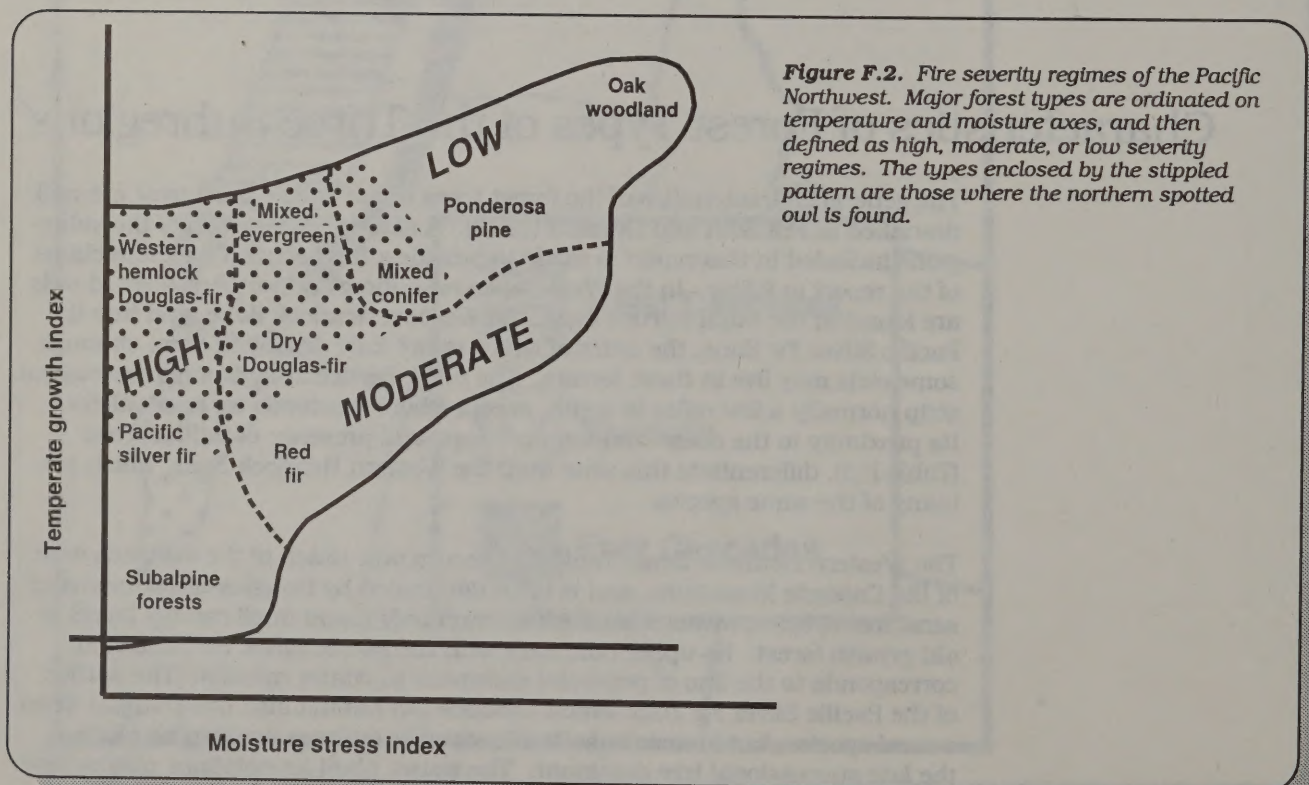 Figure F.2. Fire severity regimes of the Pacific
Northwest. Major forest types are ordinated on
temperature and moisture axes, and then
defined as high, moderate, or low severity
regimes. The types enclosed by the stippled
pattern are those where the northern spotted
owl is found.
Temperate growth index
Oak
woodland
LOW
Mixed
evergreen
Ponderosa
pine
Western
hemlock
Douglas-fir
Mixed
conifer
HIGH
Dry
Douglas-fir
MODERATE
Pacific
silver fir
Red
fir
Subalpine
forests
Moisture stress index